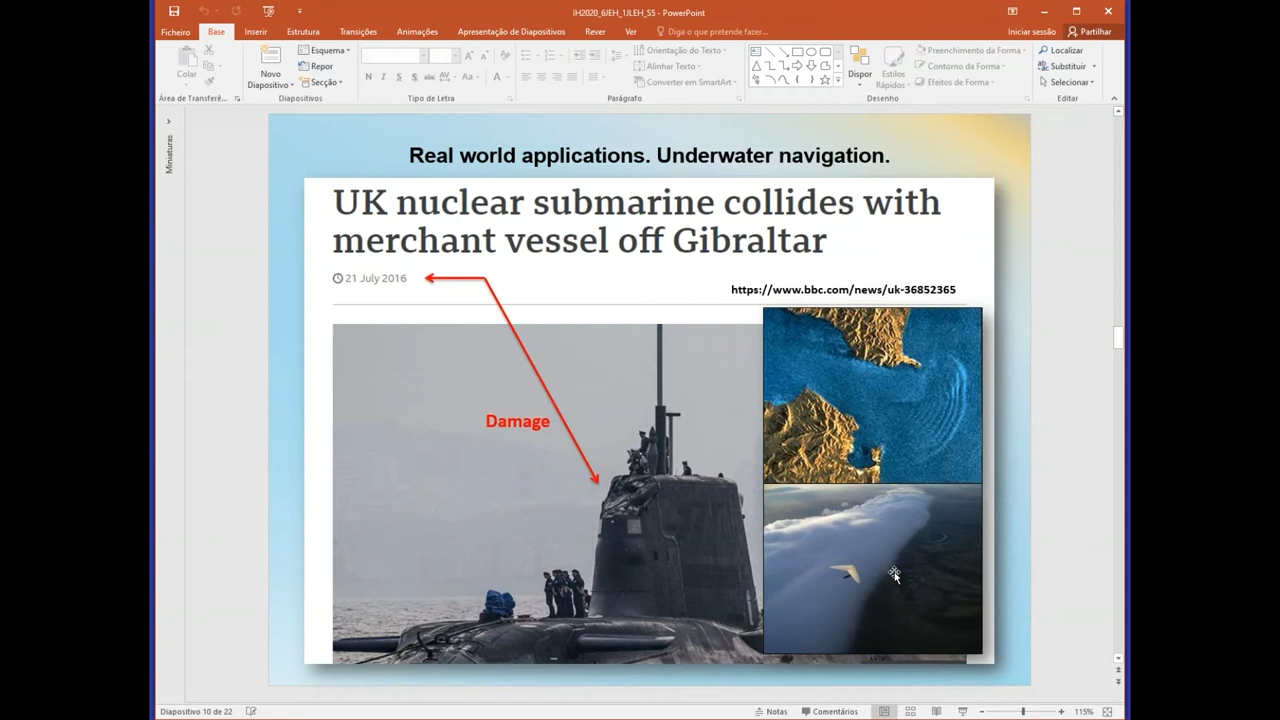 IH2020_6JEH_1JLEH_S5 - PowerPoint
Ficheiro Base Inserir Estrutura Transições Animações Apresentação de Diapositivos Rever Ver Diga o que pretende fazer... Iniciar sessão Partilhar
Colar
Novo
Diapositivo
Esquema
Repor
Secção
N I S S abc AV Aa A
Orientação do Texto
Alinhar Texto
Converter em SmartArt
Dispor
Estilos
Rápidos
Preenchimento da Forma
Contorno da Forma
Efeitos de Forma
Localizar
Substituir
Selecionar
Área de Transferê... Diapositivos Tipo de Letra Parágrafo Desenho Editar
Miniaturas
Real world applications. Underwater navigation.
UK nuclear submarine collides with
merchant vessel off Gibraltar
21 July 2016
https://www.bbc.com/news/uk-36852365
Damage
Diapositivo 10 de 22 Notas Comentários 115%